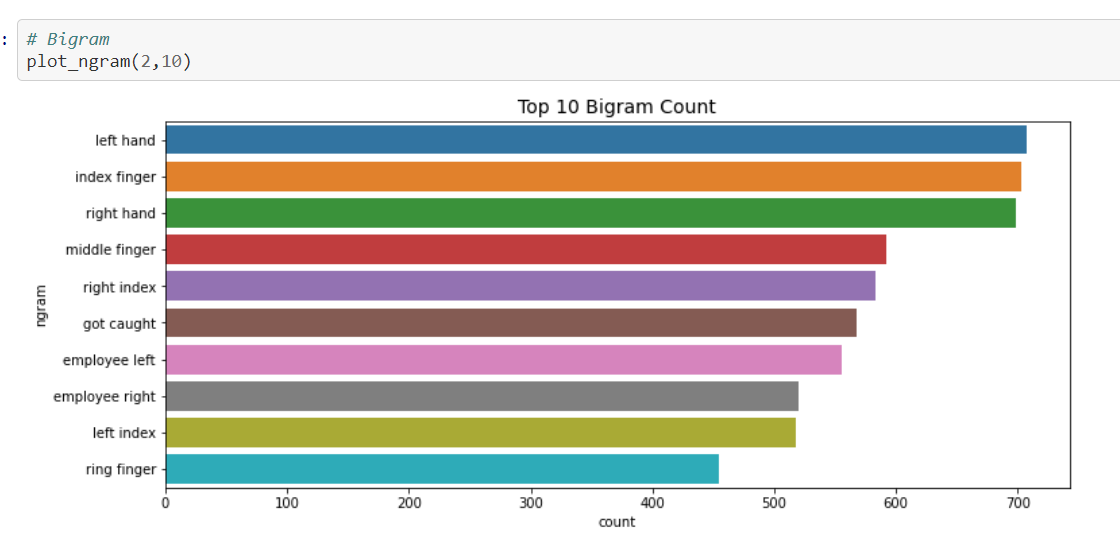 :
# Bigram
plot_ngram(2,10)
Top 10 Bigram Count
left hand
index finger
right hand
middle finger
right index
got caught
employee left
employee right
left index
ring finger
ngram
0 100 200 300 400 500 600 700
count